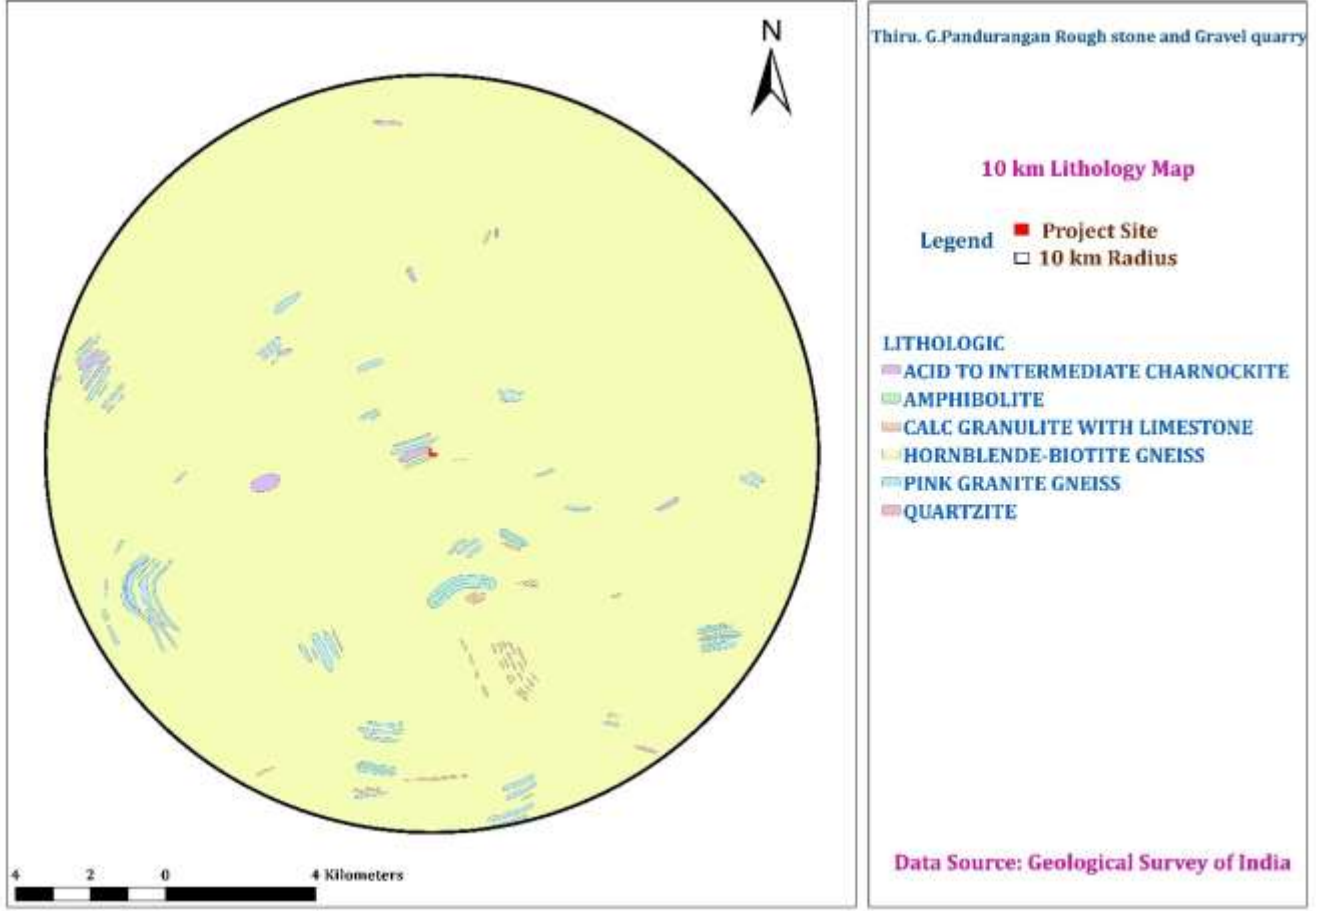 N
Thiru. G.Pandurangan Rough stone and Gravel quarry
10 km Lithology Map
Legend
Project Site
10 km Radius
LITHOLOGIC
ACID TO INTERMEDIATE CHARNOCKITE
AMPHIBOLITE
CALC GRANULITE WITH LIMESTONE
HORNBLENDE-BIOTITE GNEISS
PINK GRANITE GNEISS
QUARTZITE
4 2 0 4 Kilometers
Data Source: Geological Survey of India